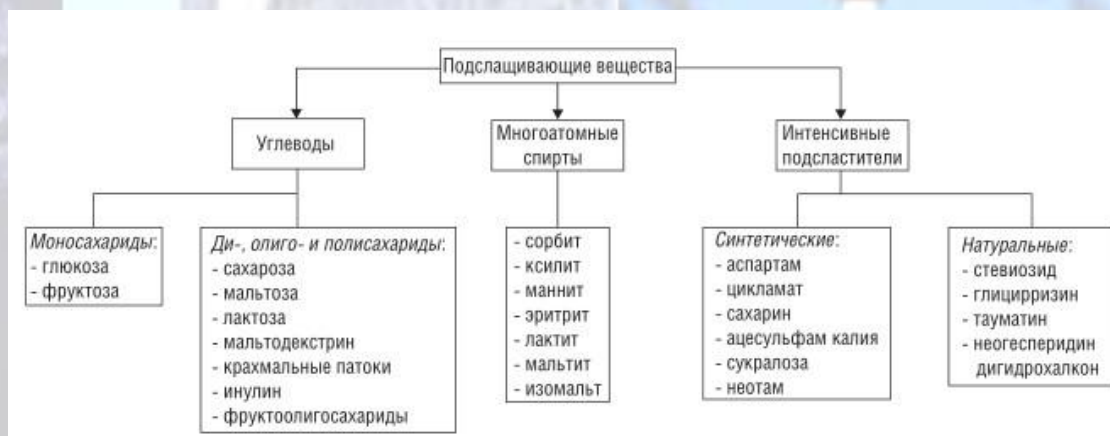 Подслащивающие вещества
Углеводы
Многоатомные
спирты
Интенсивные
подсластители
Моносахариды:
- глюкоза
- фруктоза
Ди-, олиго- и полисахариды:
- сахароза
- мальтоза
- лактоза
- мальтодекстрин
- крахмальные патоки
- инулин
- фруктоолигосахариды
- сорбит
- ксилит
- маннит
- эритрит
- лактит
- мальтит
- изомальт
Синтетические:
- аспартам
- цикламат
- сахарин
- ацесульфам калия
- сукралоза
- неотам
Натуральные:
- стевиозид
- глицирризин
- тауматин
- неогесперидин
дигидрохалкон